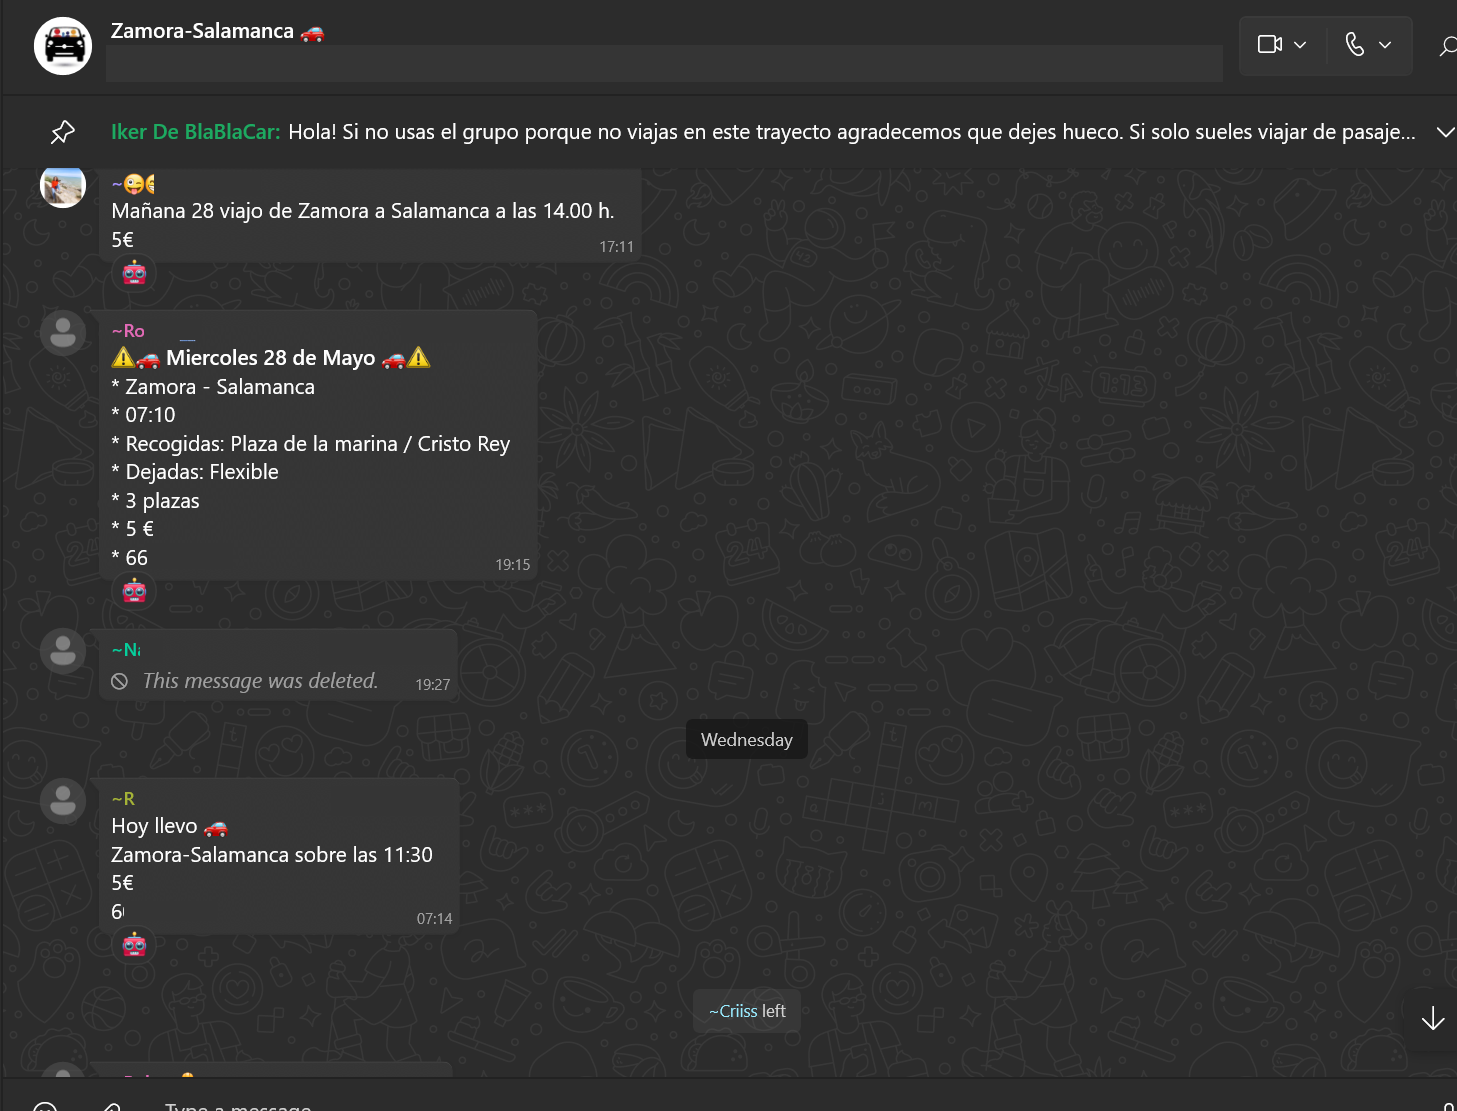 Zamora-Salamanca 🚗
Iker De BlaBlaCar: Hola! Si no usas el grupo porque no viajas en este trayecto agradecemos que dejes hueco. Si solo sueles viajar de pasaje...
~😜
Mañana 28 viajo de Zamora a Salamanca a las 14.00 h.
5€
17:11
~Ro
⚠️🚗 Miercoles 28 de Mayo 🚗⚠️
* Zamora - Salamanca
* 07:10
* Recogidas: Plaza de la marina / Cristo Rey
* Dejadas: Flexible
* 3 plazas
* 5 €
* 66
19:15
~Na
This message was deleted.
19:27
Wednesday
~R
Hoy llevo 🚗
Zamora-Salamanca sobre las 11:30
5€
6
07:14
~Criiss left
Type a message